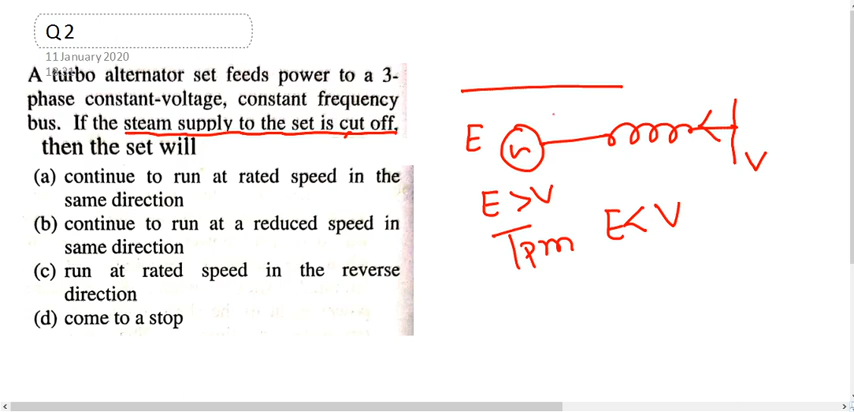 Q2
11 January 2020
A turbo alternator set feeds power to a 3-
phase constant-voltage, constant frequency
bus. If the steam supply to the set is cut off,
then the set will
(a) continue to run at rated speed in the
same direction
(b) continue to run at a reduced speed in
same direction
(c) run at rated speed in the reverse
direction
(d) come to a stop
E
V
E > V
Tpm E < V